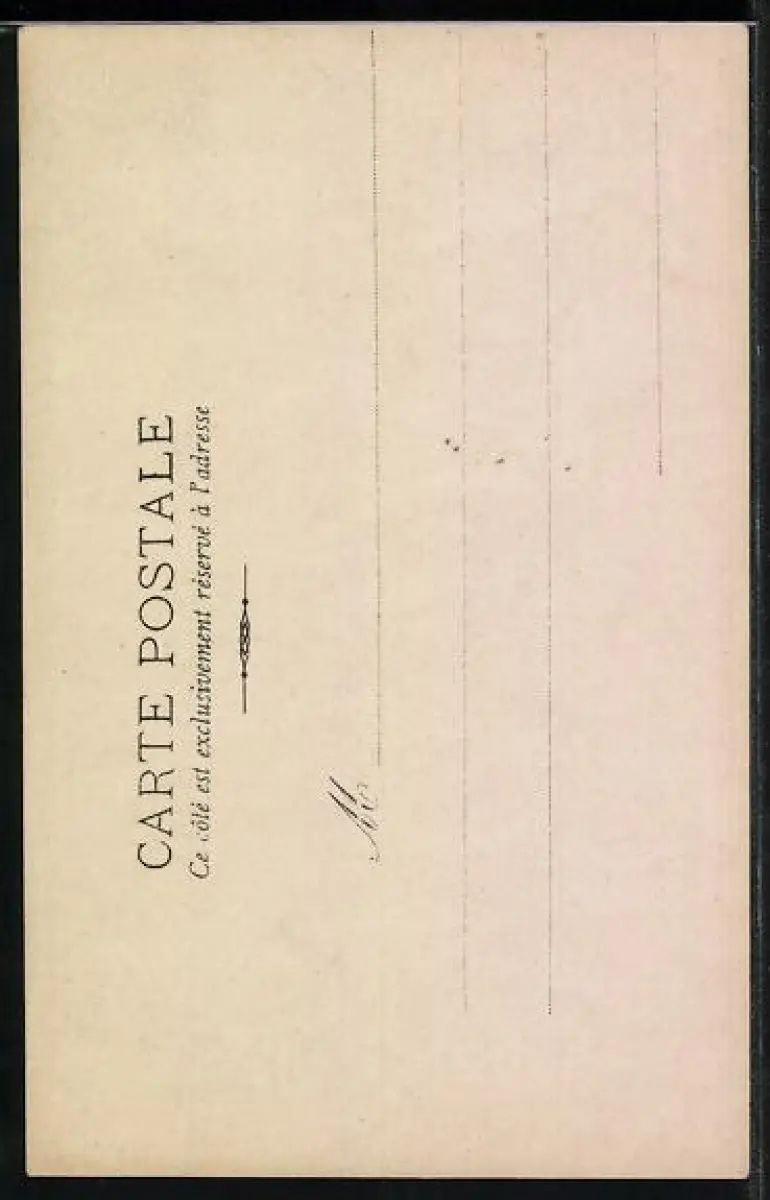 CARTE POSTALE
Ce côté est exclusivement réservé à l'adresse
M